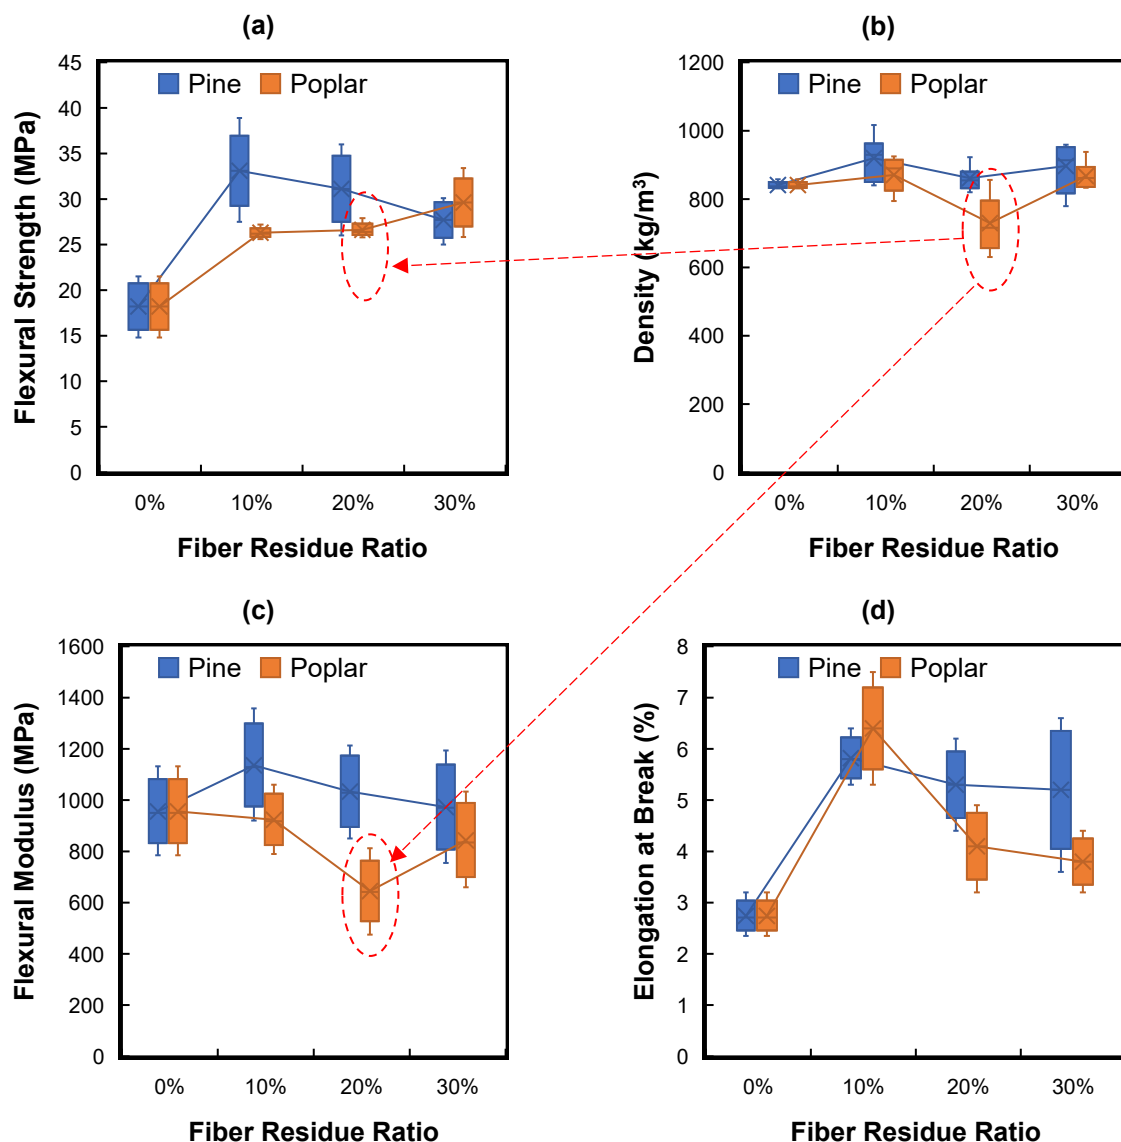 (a)
Flexural Strength (MPa)
45
40
35
30
25
20
15
10
5
0
Pine Poplar
0% 10% 20% 30%
Fiber Residue Ratio
(b)
Density (kg/m³)
1200
1000
800
600
400
200
0
Pine Poplar
0% 10% 20% 30%
Fiber Residue Ratio
(c)
Flexural Modulus (MPa)
1600
1400
1200
1000
800
600
400
200
0
Pine Poplar
0% 10% 20% 30%
Fiber Residue Ratio
(d)
Elongation at Break (%)
8
7
6
5
4
3
2
1
0
Pine Poplar
0% 10% 20% 30%
Fiber Residue Ratio